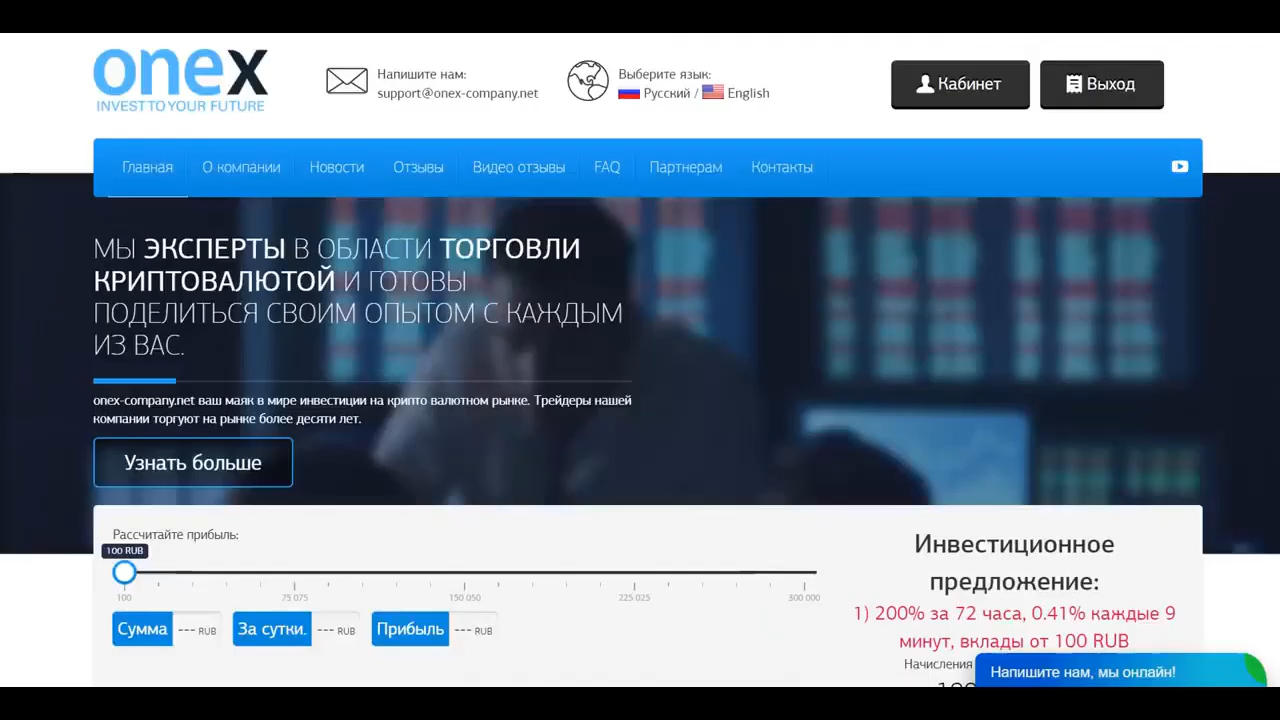 onex
INVEST TO YOUR FUTURE
Напишите нам:
support@onex-company.net
Выберите язык:
Русский / English
Кабинет
Выход
Главная О компании Новости Отзывы Видео отзывы FAQ Партнерам Контакты
МЫ ЭКСПЕРТЫ В ОБЛАСТИ ТОРГОВЛИ
КРИПТОВАЛЮТОЙ И ГОТОВЫ
ПОДЕЛИТЬСЯ СВОИМ ОПЫТОМ С КАЖДЫМ
ИЗ ВАС.
onex-company.net ваш маяк в мире инвестиции на крипто валютном рынке. Трейдеры нашей
компании торгуют на рынке более десяти лет.
Узнать больше
Рассчитайте прибыль:
100 RUB
100 75 075 150 050 225 025 300 000
Сумма --- RUB За сутки. --- RUB Прибыль --- RUB
Инвестиционное
предложение:
1) 200% за 72 часа, 0.41% каждые 9
минут, вклады от 100 RUB
Начисления
Напишите нам, мы онлайн!